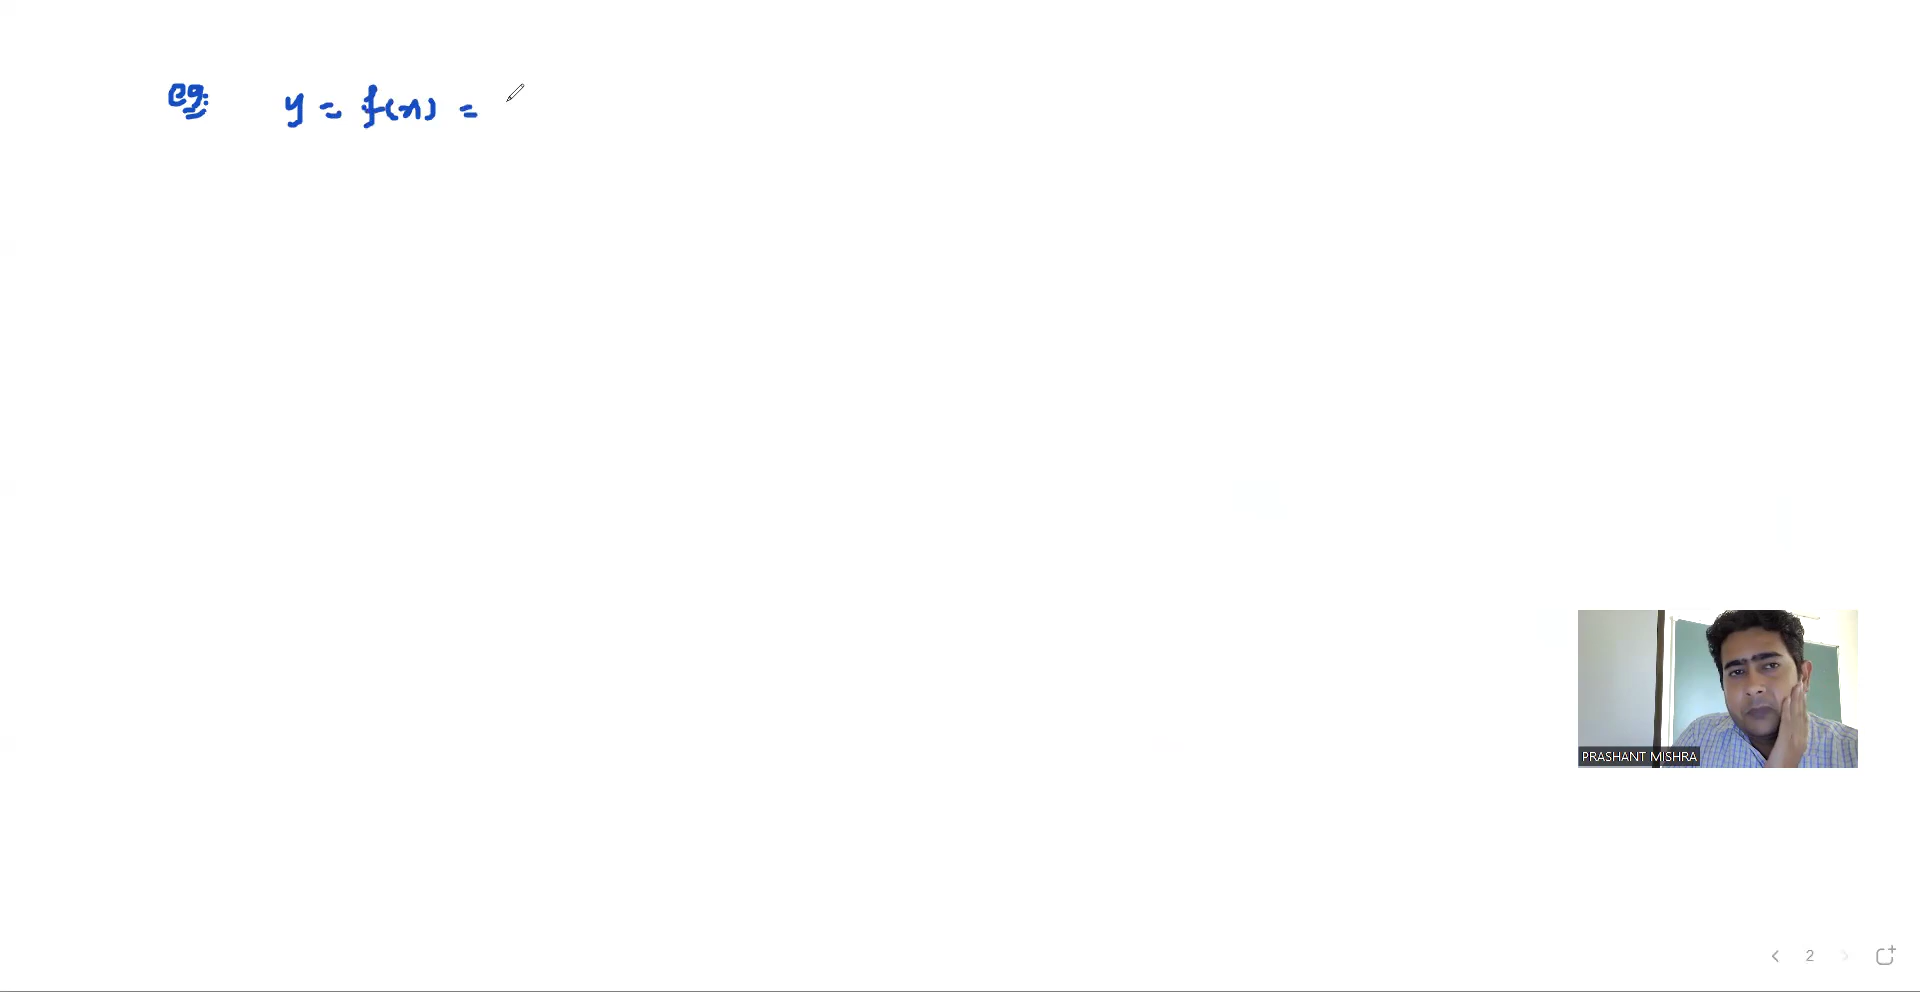 eg: y = f(x) =
PRASHANT MISHRA
2